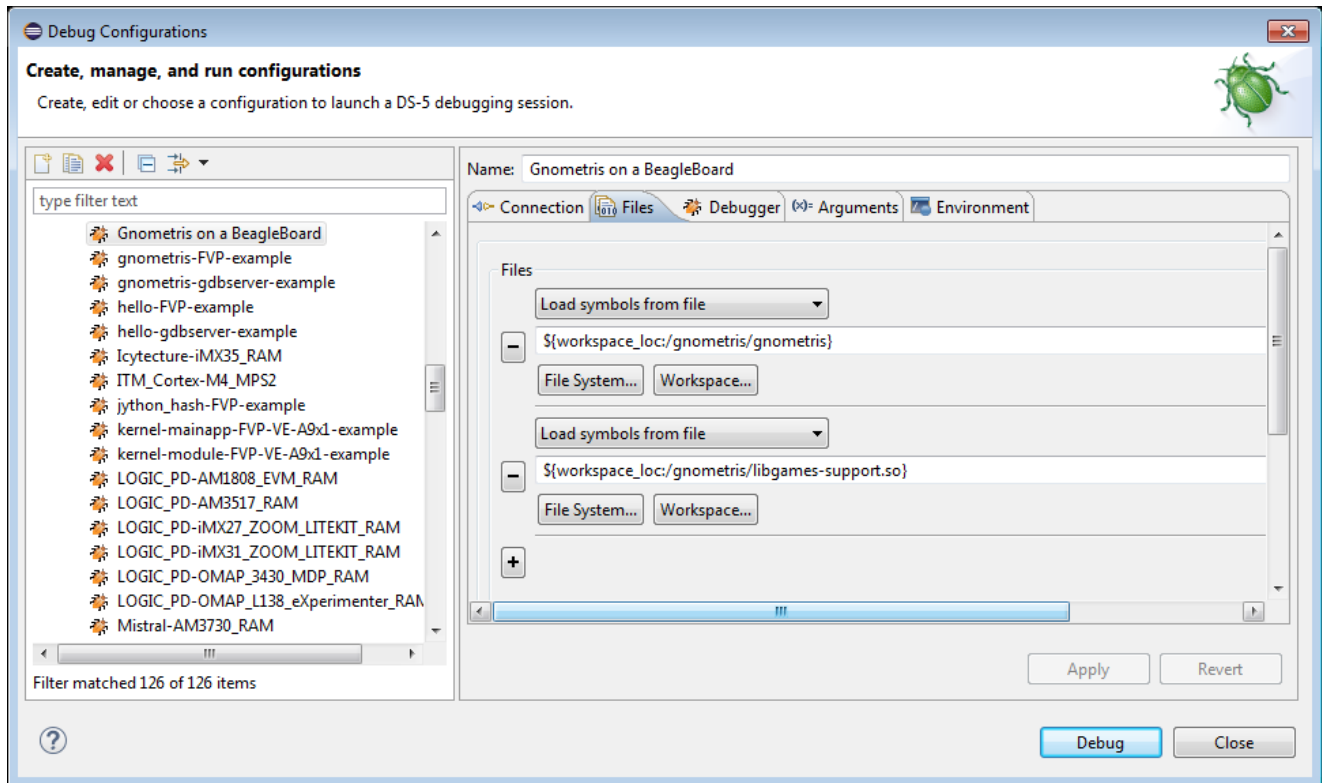 Debug Configurations
Create, manage, and run configurations
Create, edit or choose a configuration to launch a DS-5 debugging session.
type filter text
Gnometris on a BeagleBoard
gnometris-FVP-example
gnometris-gdbserver-example
hello-FVP-example
hello-gdbserver-example
Icytecture-iMX35_RAM
ITM_Cortex-M4_MPS2
jython_hash-FVP-example
kernel-mainapp-FVP-VE-A9x1-example
kernel-module-FVP-VE-A9x1-example
LOGIC_PD-AM1808_EVM_RAM
LOGIC_PD-AM3517_RAM
LOGIC_PD-iMX27_ZOOM_LITEKIT_RAM
LOGIC_PD-iMX31_ZOOM_LITEKIT_RAM
LOGIC_PD-OMAP_3430_MDP_RAM
LOGIC_PD-OMAP_L138_eXperimenter_RAM
Mistral-AM3730_RAM
Filter matched 126 of 126 items
Name: Gnometris on a BeagleBoard
Connection Files Debugger (x)= Arguments Environment
Files
Load symbols from file
${workspace_loc:/gnometris/gnometris}
File System... Workspace...
Load symbols from file
${workspace_loc:/gnometris/libgames-support.so}
File System... Workspace...
Apply Revert
Debug Close